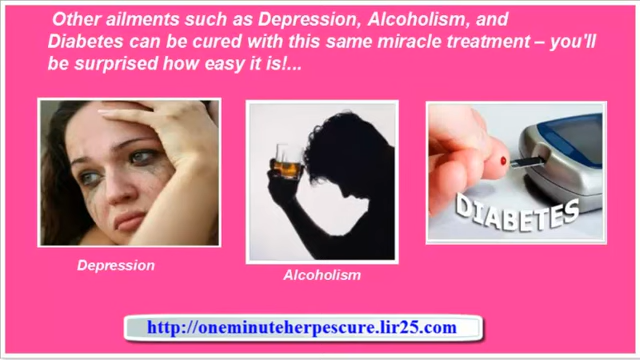 Other ailments such as Depression, Alcoholism, and
Diabetes can be cured with this same miracle treatment – you'll
be surprised how easy it is!...
DIABETES
Depression
Alcoholism
http://oneminuteherpescure.lir25.com